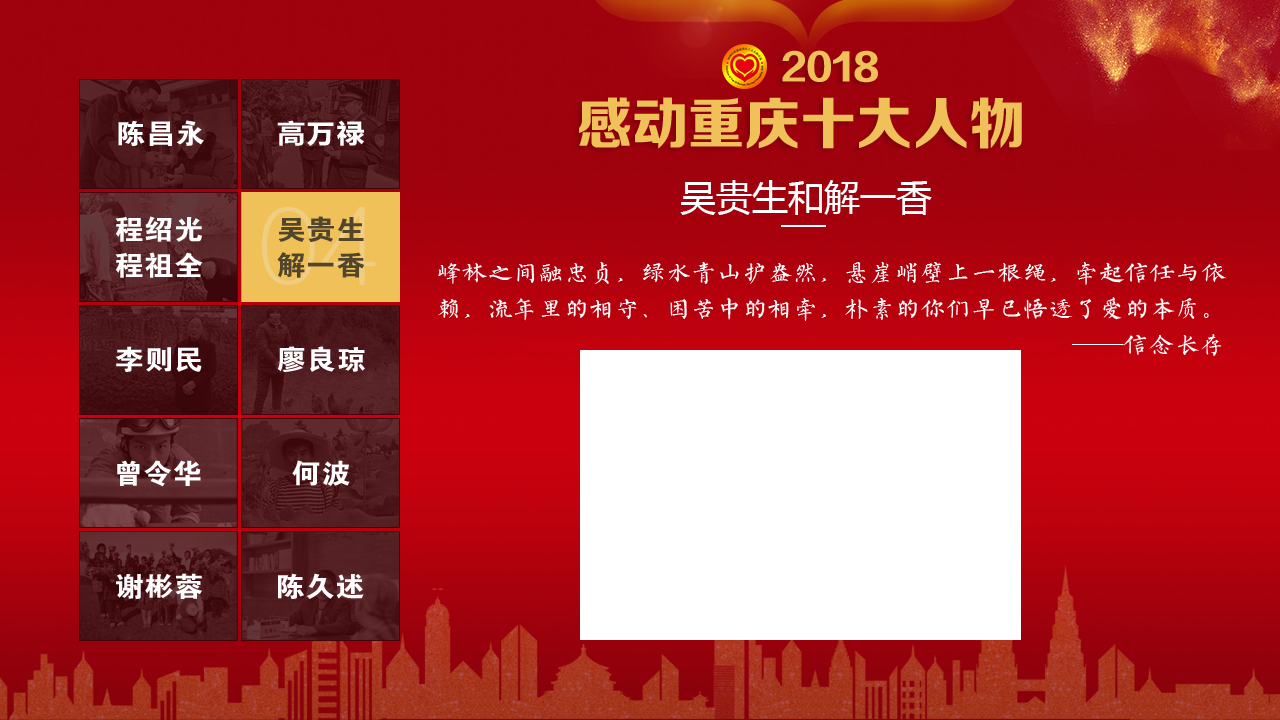 2018
感动重庆十大人物
吴贵生和解一香
峰林之间融忠贞，绿水青山护盎然，悬崖峭壁上一根绳，牵起信任与依
赖，流年里的相守、困苦中的相牵，朴素的你们早已悟透了爱的本质。
——信念长存
陈昌永
高万禄
程绍光
程祖全
04
吴贵生
解一香
李则民
廖良琼
曾令华
何波
谢彬蓉
陈久述